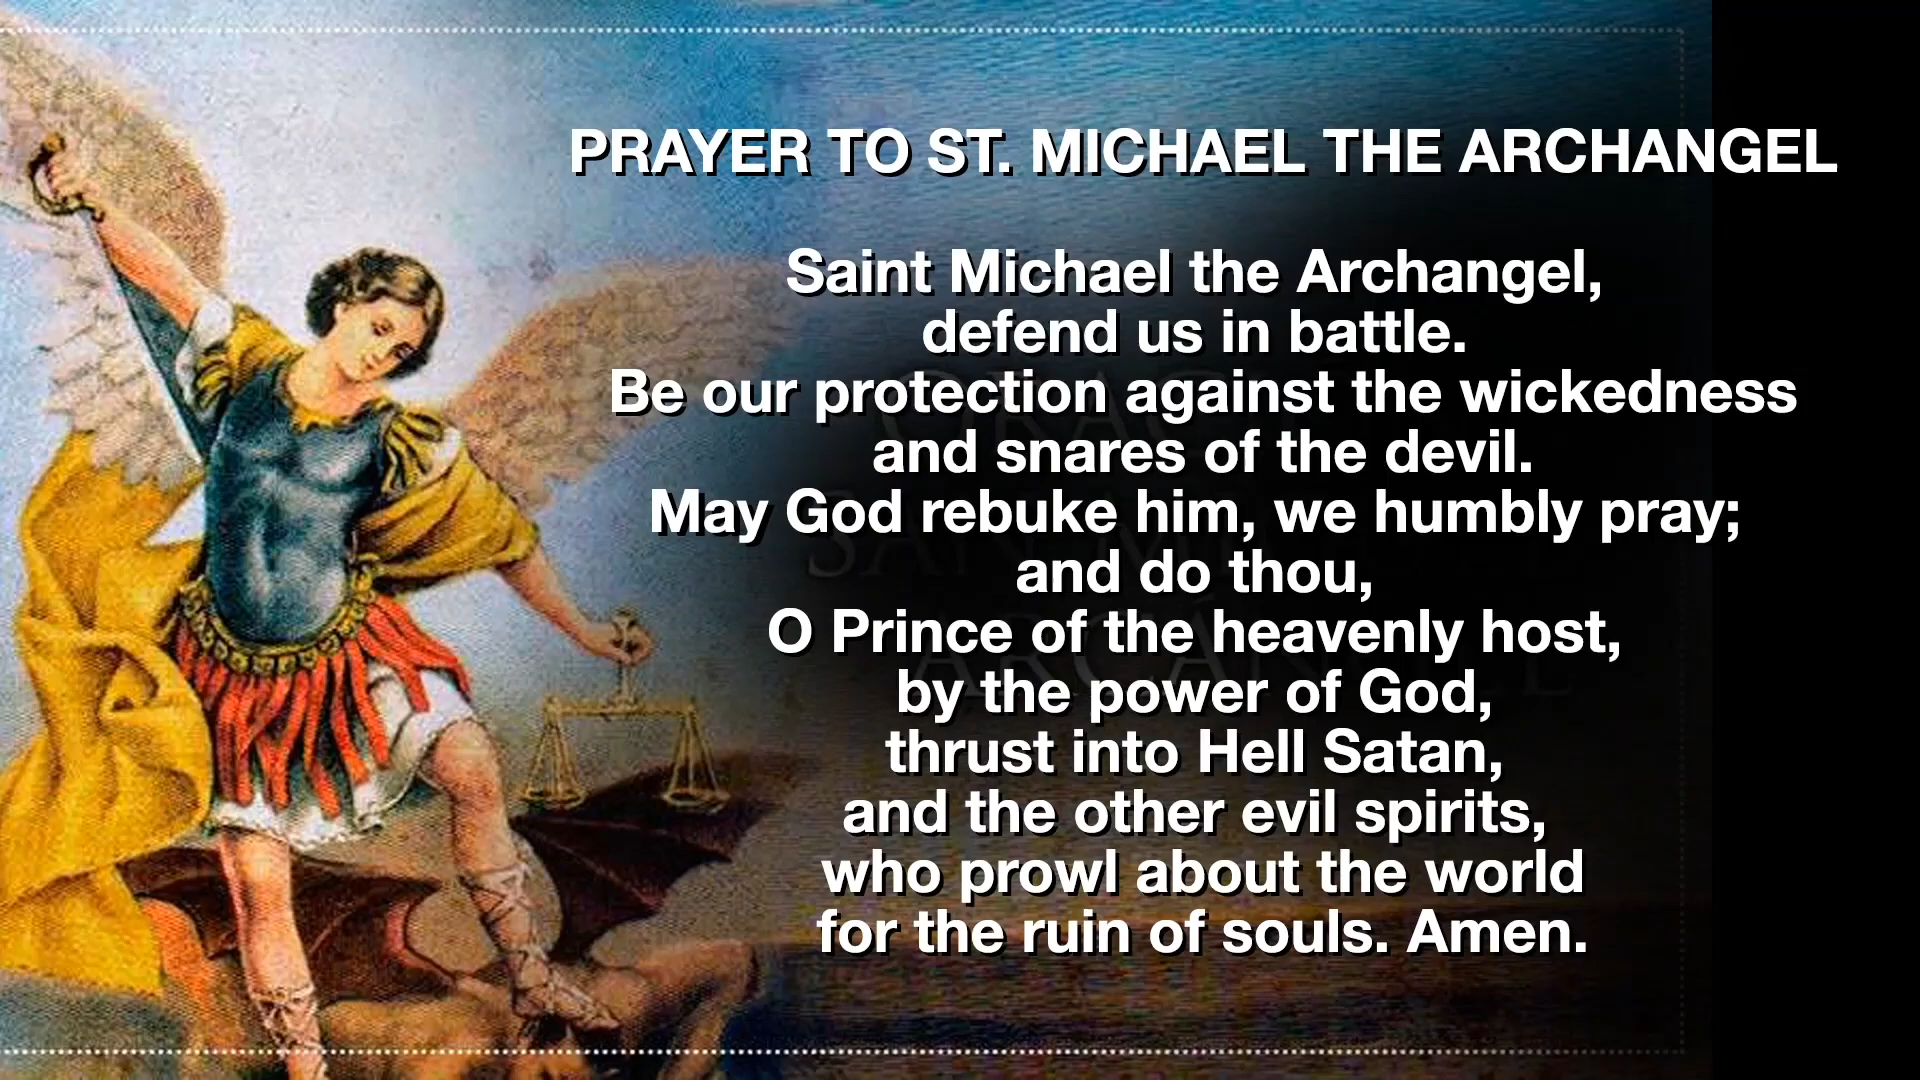 PRAYER TO ST. MICHAEL THE ARCHANGEL
Saint Michael the Archangel,
defend us in battle.
Be our protection against the wickedness
and snares of the devil.
May God rebuke him, we humbly pray;
and do thou,
O Prince of the heavenly host,
by the power of God,
thrust into Hell Satan,
and the other evil spirits,
who prowl about the world
for the ruin of souls. Amen.